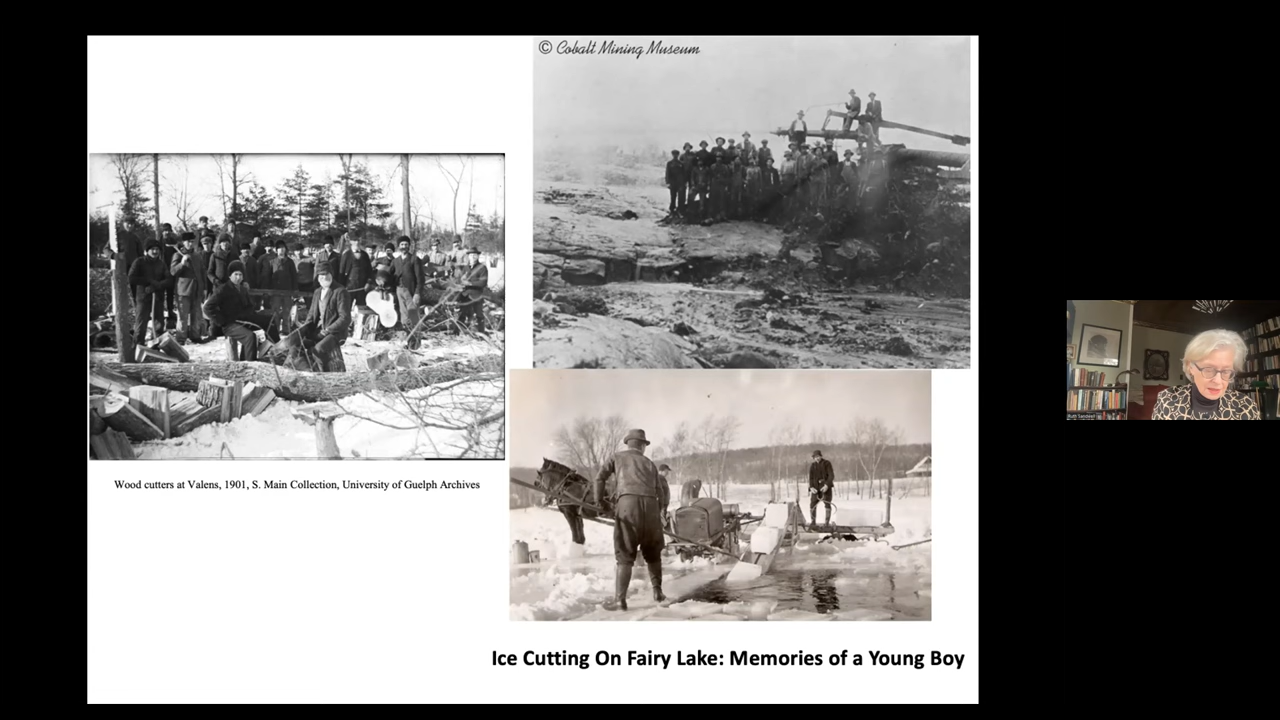 © Cobalt Mining Museum
Wood cutters at Valens, 1901, S. Main Collection, University of Guelph Archives
Ice Cutting On Fairy Lake: Memories of a Young Boy